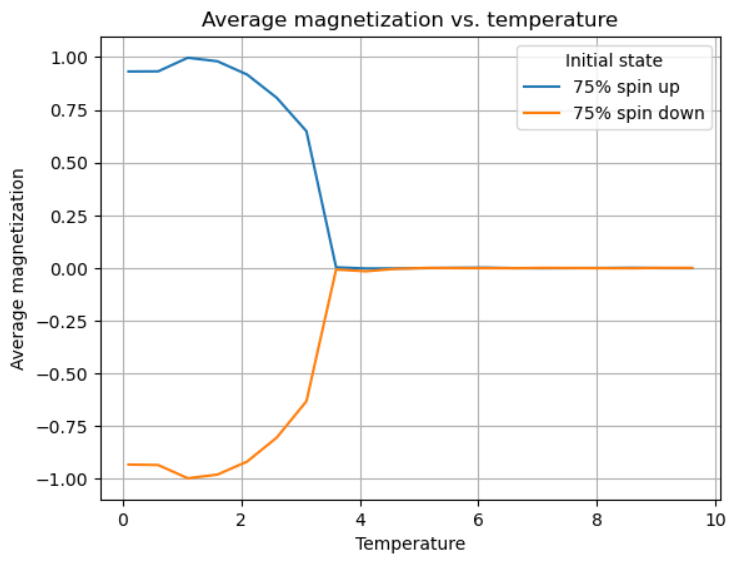 Average magnetization vs. temperature
Initial state
75% spin up
75% spin down
1.00
0.75
0.50
0.25
0.00
−0.25
−0.50
−0.75
−1.00
Average magnetization
0 2 4 6 8 10
Temperature